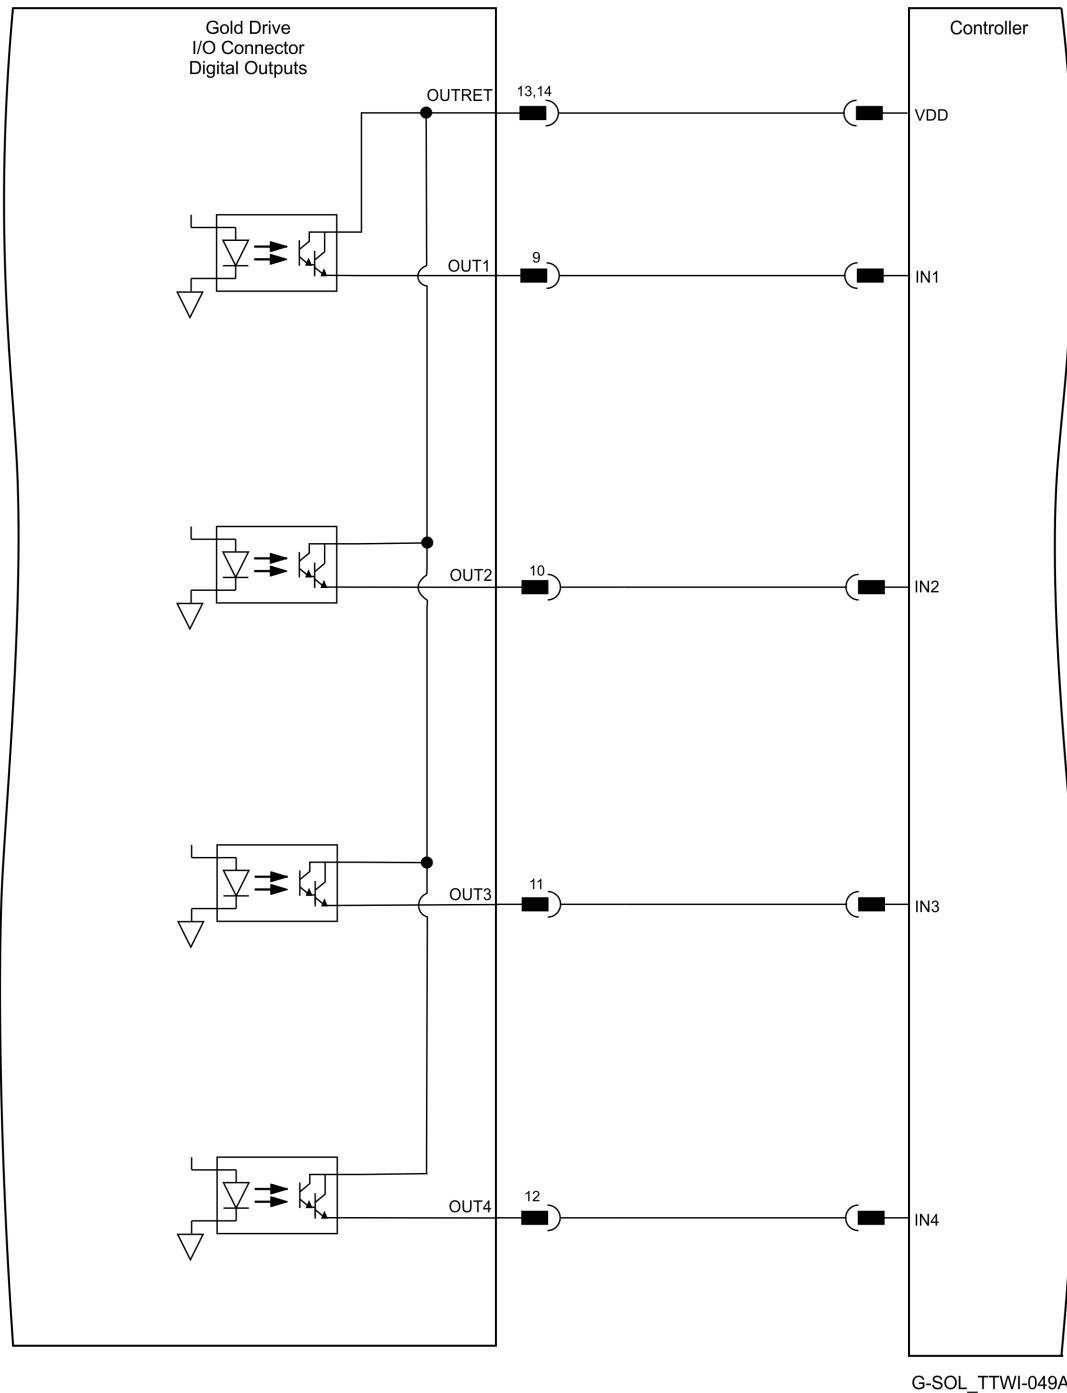 Gold Drive
I/O Connector
Digital Outputs
Controller
OUTRET
13,14
VDD
OUT1
9
IN1
OUT2
10
IN2
OUT3
11
IN3
OUT4
12
IN4
G-SOL_TTWI-049A